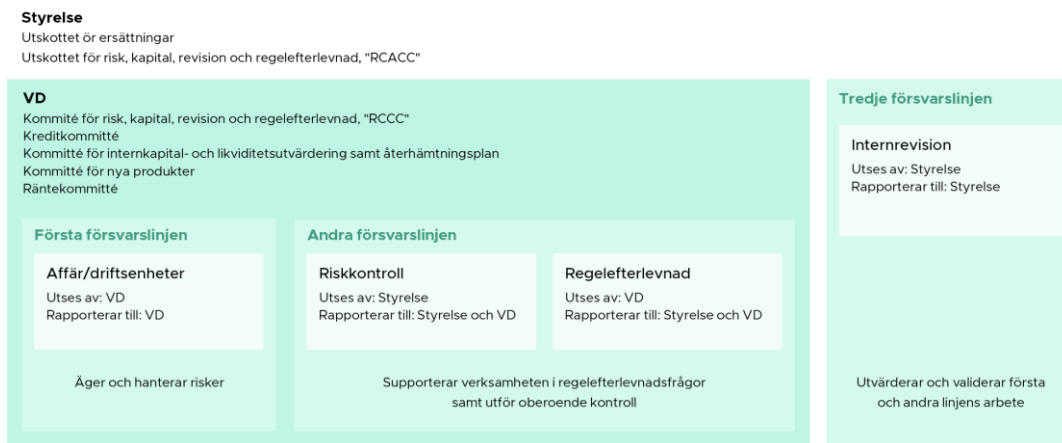 Styrelse
Utskottet ör ersättningar
Utskottet för risk, kapital, revision och regelefterlevnad, "RCACC"
VD
Kommité för risk, kapital, revision och regelefterlevnad, "RCCC"
Kreditkommitté
Kommitté för internkapital- och likviditetsutvärdering samt återhämtningsplan
Kommitté för nya produkter
Räntekommitté
Första försvarslinjen
Affär/driftsenheter
Utses av: VD
Rapporterar till: VD
Äger och hanterar risker
Andra försvarslinjen
Riskkontroll
Utses av: Styrelse
Rapporterar till: Styrelse och VD
Regelefterlevnad
Utses av: VD
Rapporterar till: Styrelse och VD
Supporterar verksamheten i regelefterlevnadsfrågor
samt utför oberoende kontroll
Tredje försvarslinjen
Internrevision
Utses av: Styrelse
Rapporterar till: Styrelse
Utvärderar och validerar första
och andra linjens arbete